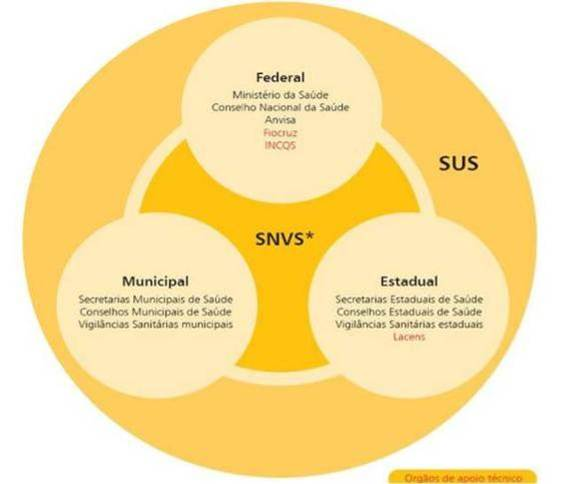 Federal
Ministério da Saúde
Conselho Nacional da Saúde
Anvisa
Fiocruz
INCQS
SUS
SNVS*
Municipal
Secretarias Municipais de Saúde
Conselhos Municipais de Saúde
Vigilâncias Sanitárias municipais
Estadual
Secretarias Estaduais de Saúde
Conselhos Estaduais de Saúde
Vigilâncias Sanitárias estaduais
Lacens
Órgãos de apoio técnico